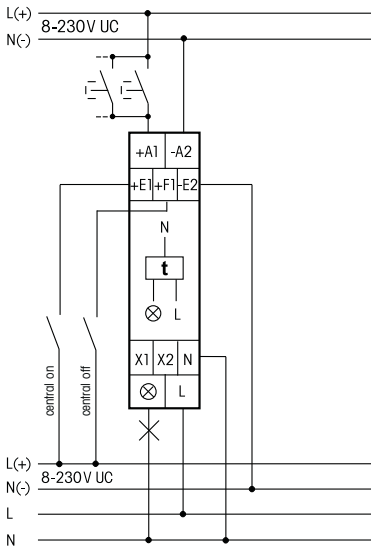 L(+)
8-230V UC
N(-)
+A1 -A2
+E1 +F1 -E2
N
t
L
X1 X2 N
L
central on
central off
L(+)
8-230V UC
N(-)
L
N